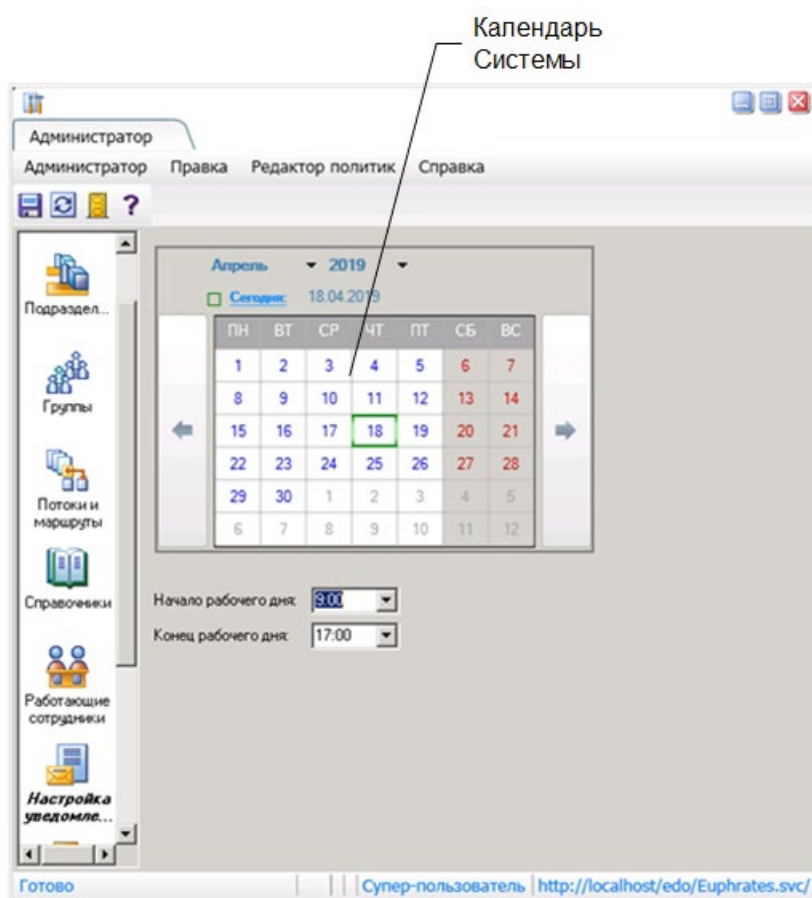 Календарь
Системы
Администратор
Администратор Правка Редактор политик Справка
?
Подраздел...
Группы
Потоки и
маршруты
Справочники
Работающие
сотрудники
Настройка
уведомле...
Апрель 2019
Сегодня: 18.04.2019
ПН ВТ СР ЧТ ПТ СБ ВС
1 2 3 4 5 6 7
8 9 10 11 12 13 14
15 16 17 18 19 20 21
22 23 24 25 26 27 28
29 30 1 2 3 4 5
6 7 8 9 10 11 12
Начало рабочего дня: 9:00
Конец рабочего дня: 17:00
Готово Супер-пользователь http://localhost/edo/Euphrates.svc/